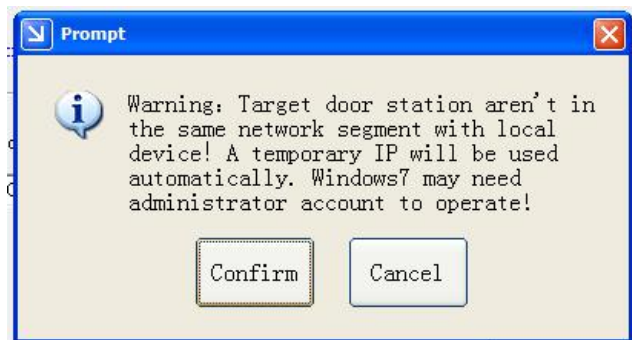 Prompt
Warning: Target door station aren't in
the same network segment with local
device! A temporary IP will be used
automatically. Windows7 may need
administrator account to operate!
Confirm Cancel